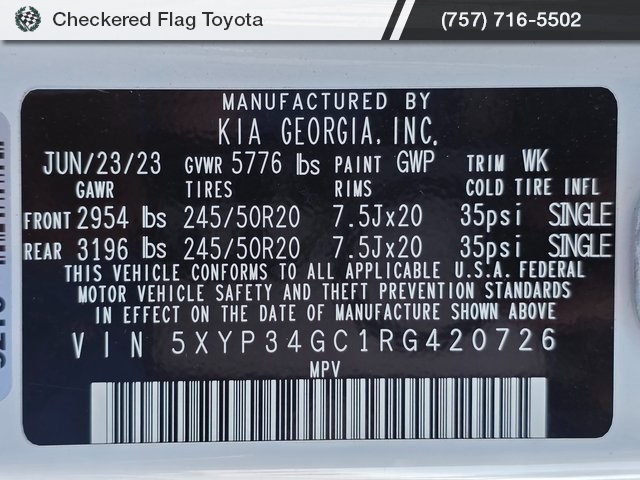 Checkered Flag Toyota
(757) 716-5502
MANUFACTURED BY
KIA GEORGIA, INC.
JUN/23/23 GVWR 5776 lbs PAINT GWP TRIM WK
GAWR TIRES RIMS COLD TIRE INFL
FRONT 2954 lbs 245/50R20 7.5Jx20 35psi SINGLE
REAR 3196 lbs 245/50R20 7.5Jx20 35psi SINGLE
THIS VEHICLE CONFORMS TO ALL APPLICABLE U.S.A. FEDERAL
MOTOR VEHICLE SAFETY AND THEFT PREVENTION STANDARDS
IN EFFECT ON THE DATE OF MANUFACTURE SHOWN ABOVE
VIN 5XYP34GC1RG420726
MPV